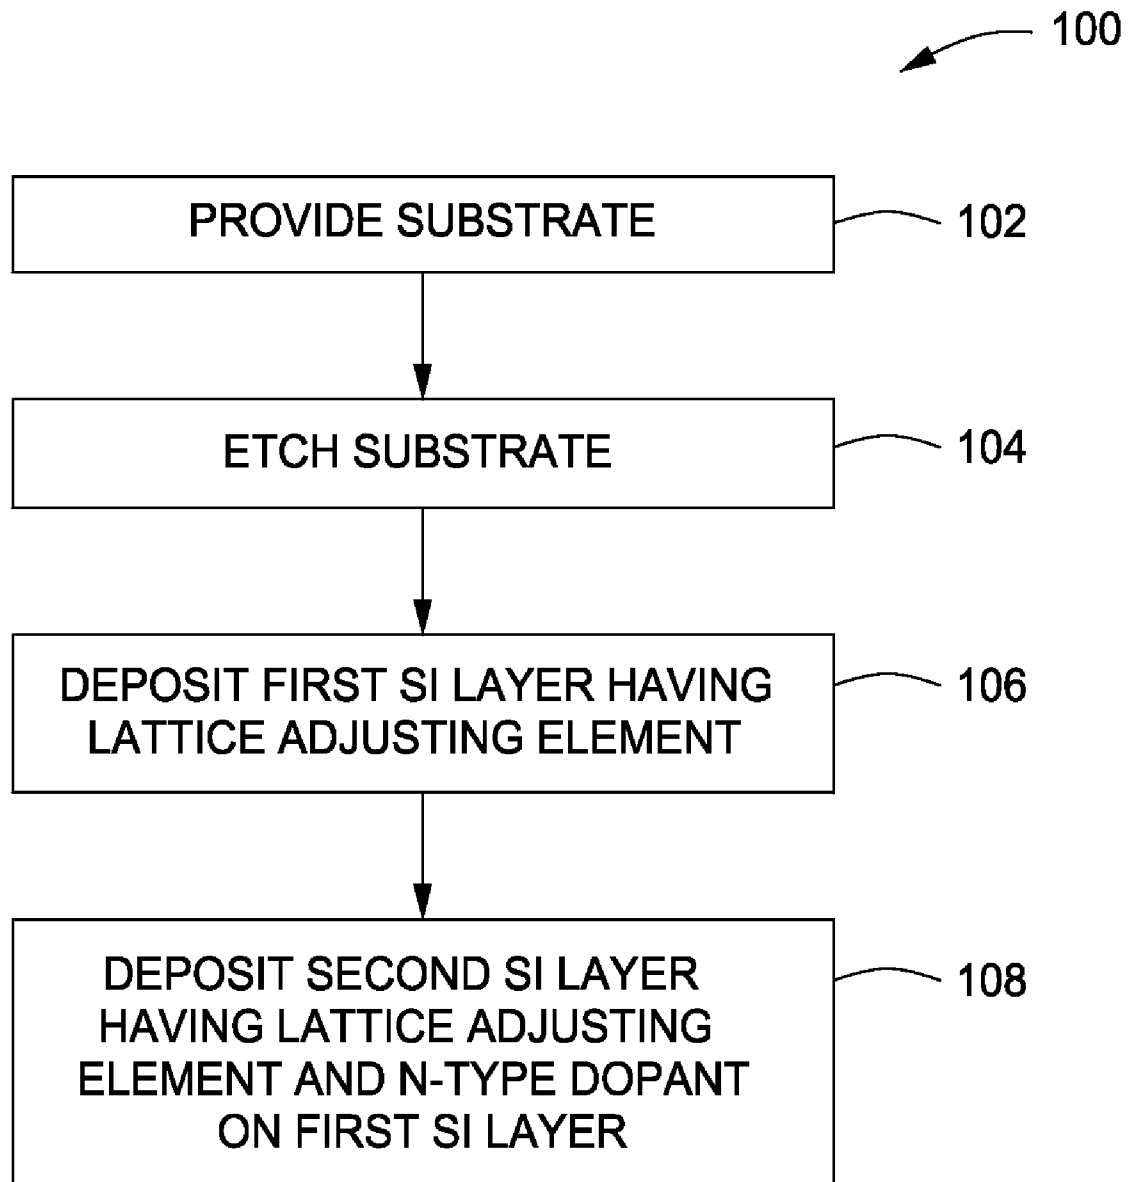 100
PROVIDE SUBSTRATE
102
ETCH SUBSTRATE
104
DEPOSIT FIRST SI LAYER HAVING
LATTICE ADJUSTING ELEMENT
106
DEPOSIT SECOND SI LAYER
HAVING LATTICE ADJUSTING
ELEMENT AND N-TYPE DOPANT
ON FIRST SI LAYER
108